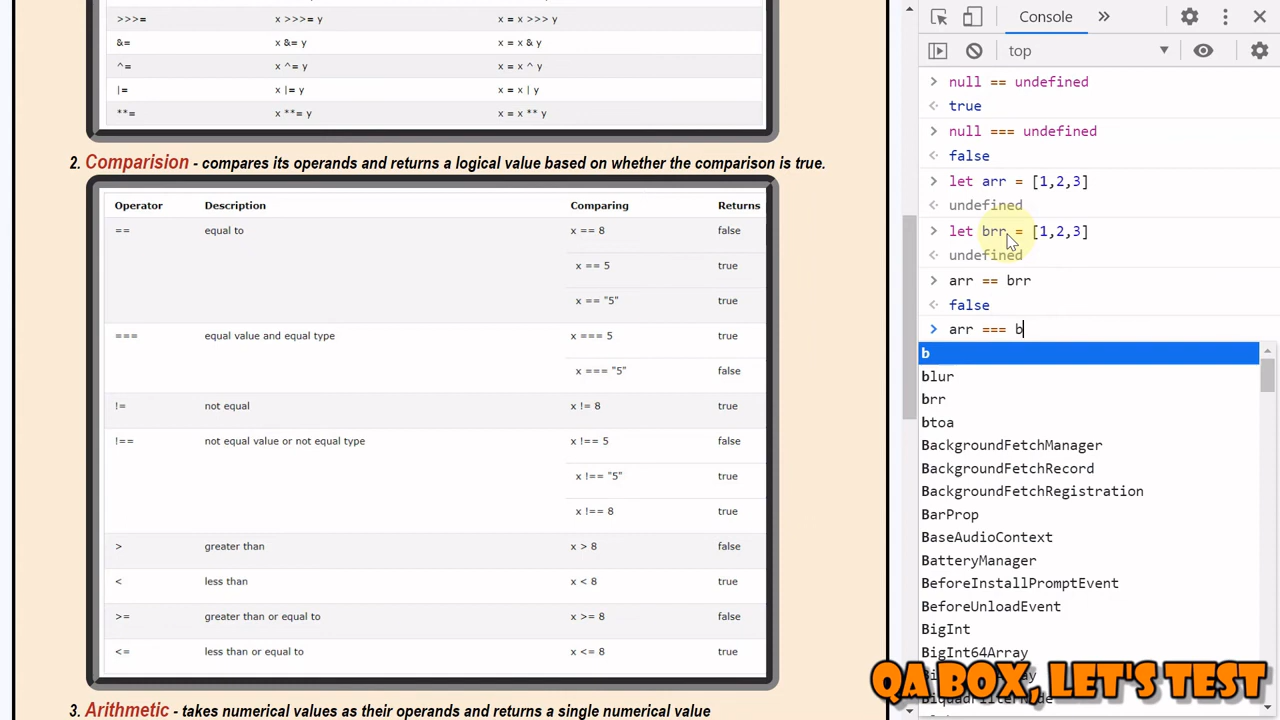 >>>= x >>>= y x = x >>> y
&= x &= y x = x & y
^= x ^= y x = x ^ y
|= x |= y x = x | y
**= x **= y x = x ** y
2. Comparision - compares its operands and returns a logical value based on whether the comparison is true.
Operator Description Comparing Returns
== equal to x == 8 false
x == 5 true
x == "5" true
=== equal value and equal type x === 5 true
x === "5" false
!= not equal x != 8 true
!== not equal value or not equal type x !== 5 false
x !== "5" true
x !== 8 true
> greater than x > 8 false
< less than x < 8 true
>= greater than or equal to x >= 8 false
<= less than or equal to x <= 8 true
3. Arithmetic - takes numerical values as their operands and returns a single numerical value
Console
top
null == undefined
true
null === undefined
false
let arr = [1,2,3]
undefined
let brr = [1,2,3]
undefined
arr == brr
false
arr === b
b
blur
brr
btoa
BackgroundFetchManager
BackgroundFetchRecord
BackgroundFetchRegistration
BarProp
BaseAudioContext
BatteryManager
BeforeInstallPromptEvent
BeforeUnloadEvent
BigInt
BigInt64Array
QA BOX, LET'S TEST